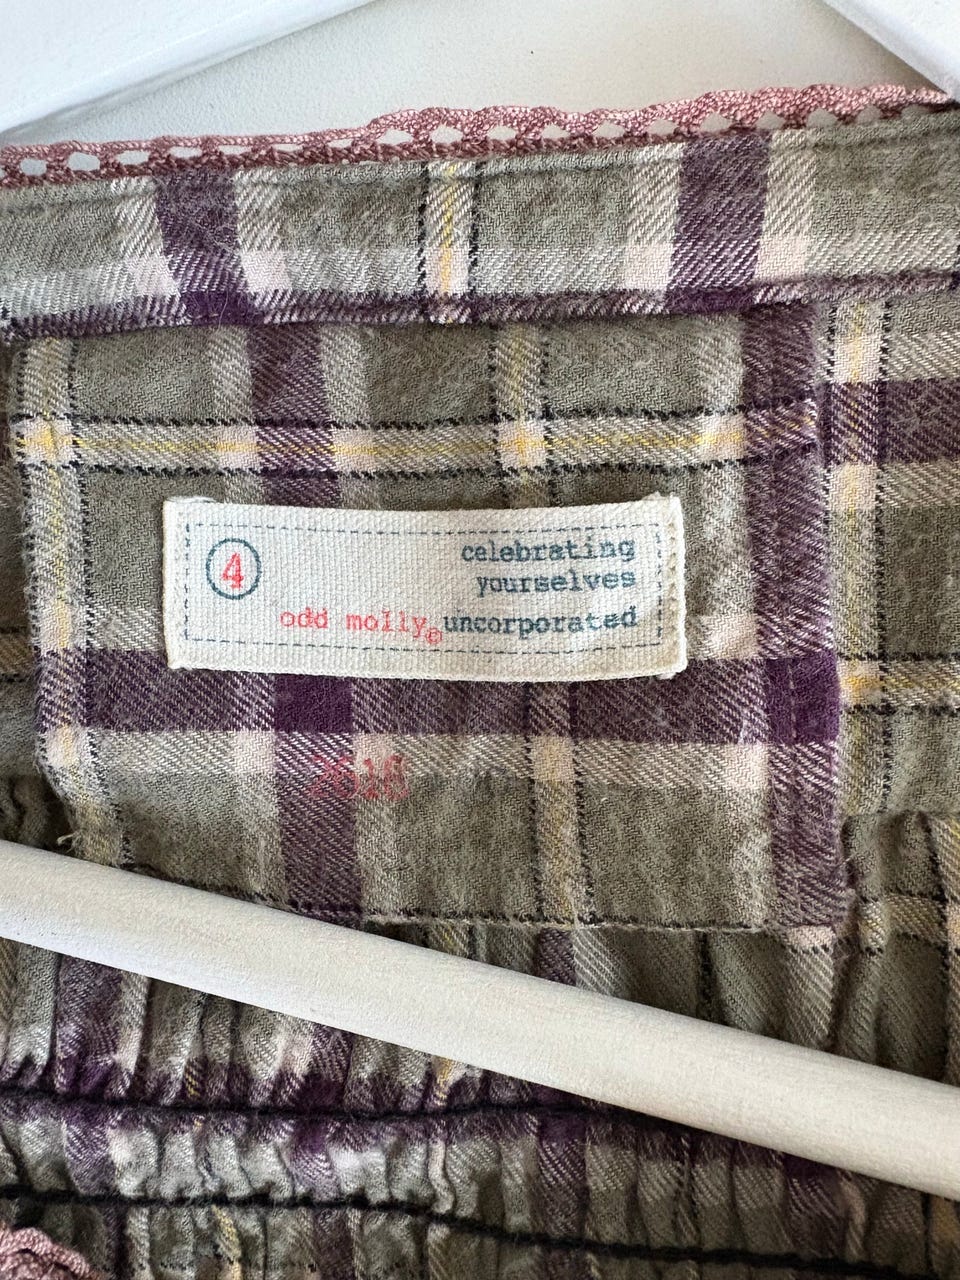 4
celebrating
yourselves
odd molly© uncorporated